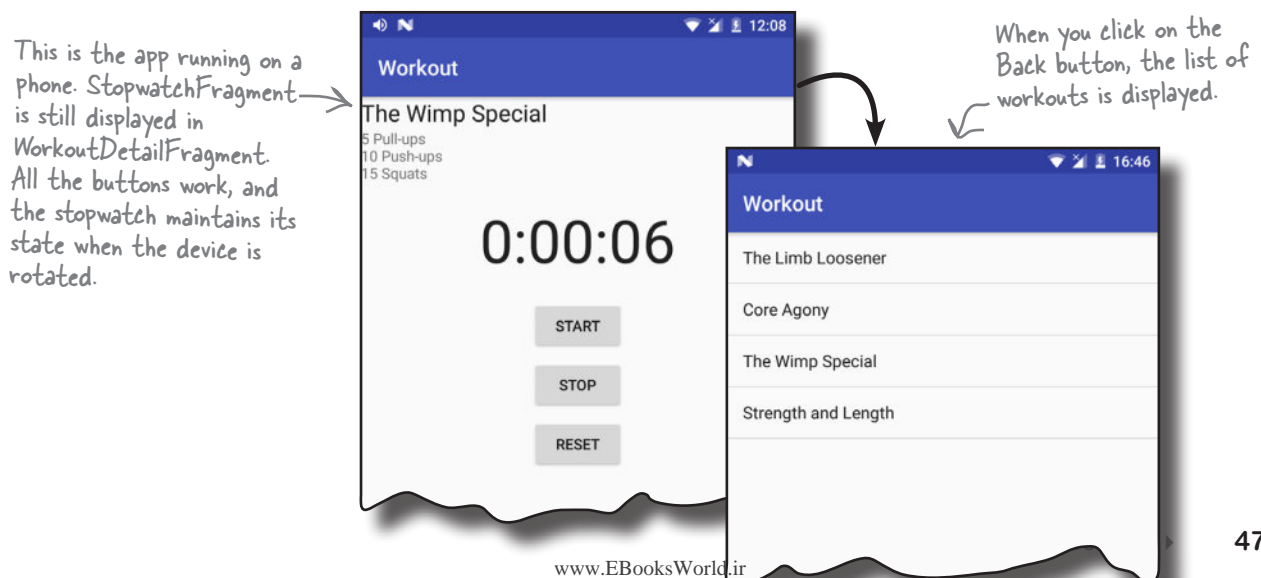 This is the app running on a
phone. StopwatchFragment
is still displayed in
WorkoutDetailFragment.
All the buttons work, and
the stopwatch maintains its
state when the device is
rotated.
12:08
Workout
The Wimp Special
5 Pull-ups
10 Push-ups
15 Squats
0:00:06
START
STOP
RESET
When you click on the
Back button, the list of
workouts is displayed.
16:46
Workout
The Limb Loosener
Core Agony
The Wimp Special
Strength and Length
47
www.EBooksWorld.ir